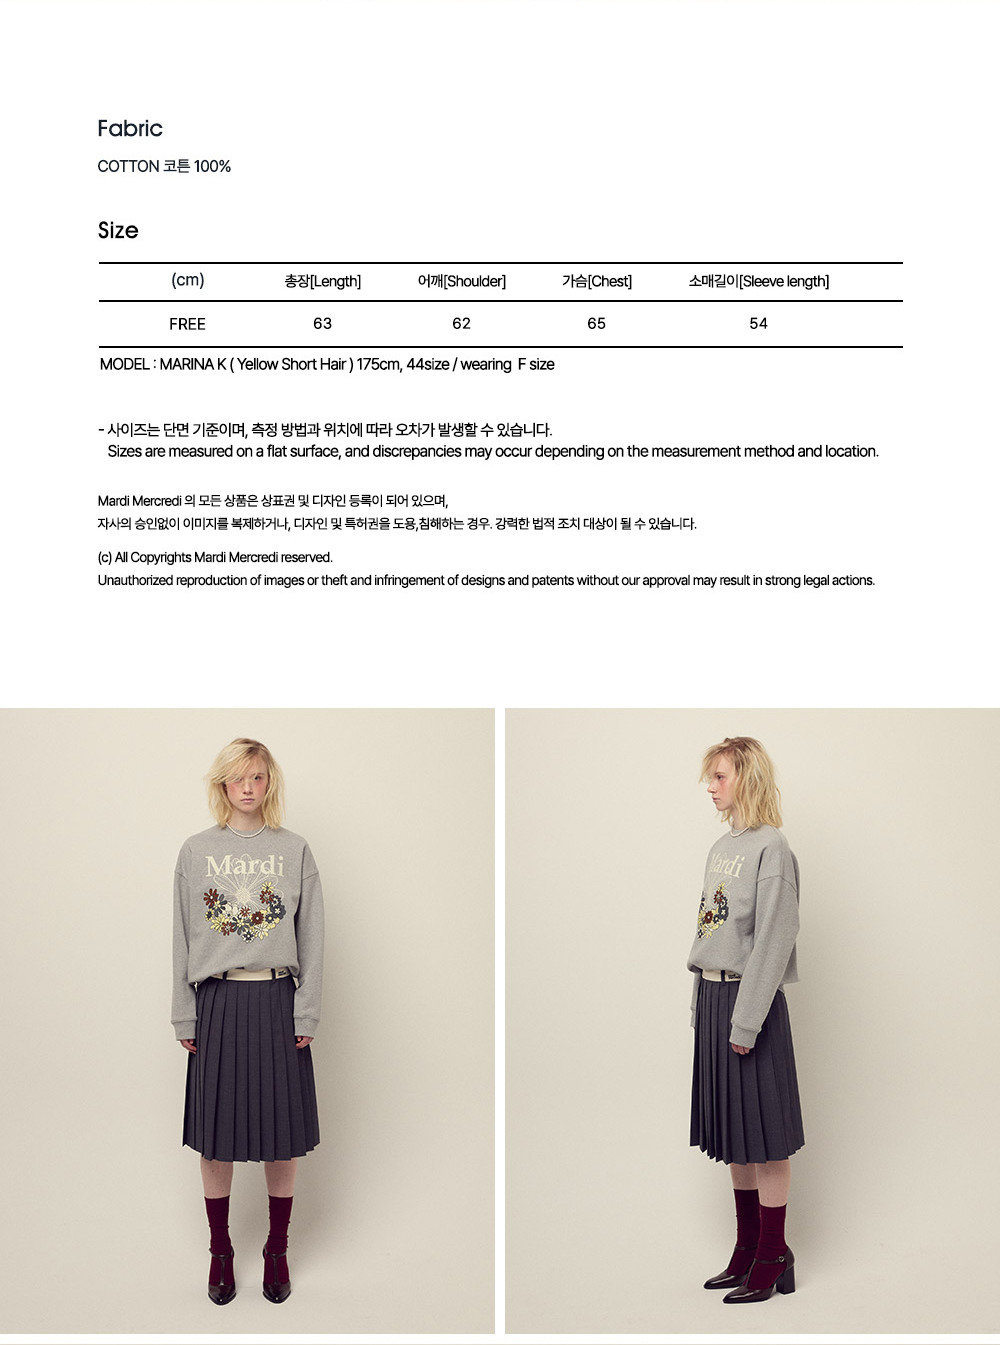 Fabric
COTTON 코튼 100%
Size
(cm) 총장[Length] 어깨[Shoulder] 가슴[Chest] 소매길이[Sleeve length]
FREE 63 62 65 54
MODEL : MARINA K ( Yellow Short Hair ) 175cm, 44size / wearing F size
- 사이즈는 단면 기준이며, 측정 방법과 위치에 따라 오차가 발생할 수 있습니다.
Sizes are measured on a flat surface, and discrepancies may occur depending on the measurement method and location.
Mardi Mercredi 의 모든 상품은 상표권 및 디자인 등록이 되어 있으며,
자사의 승인없이 이미지를 복제하거나, 디자인 및 특허권을 도용,침해하는 경우. 강력한 법적 조치 대상이 될 수 있습니다.
(c) All Copyrights Mardi Mercredi reserved.
Unauthorized reproduction of images or theft and infringement of designs and patents without our approval may result in strong legal actions.
Mardi
Mardi